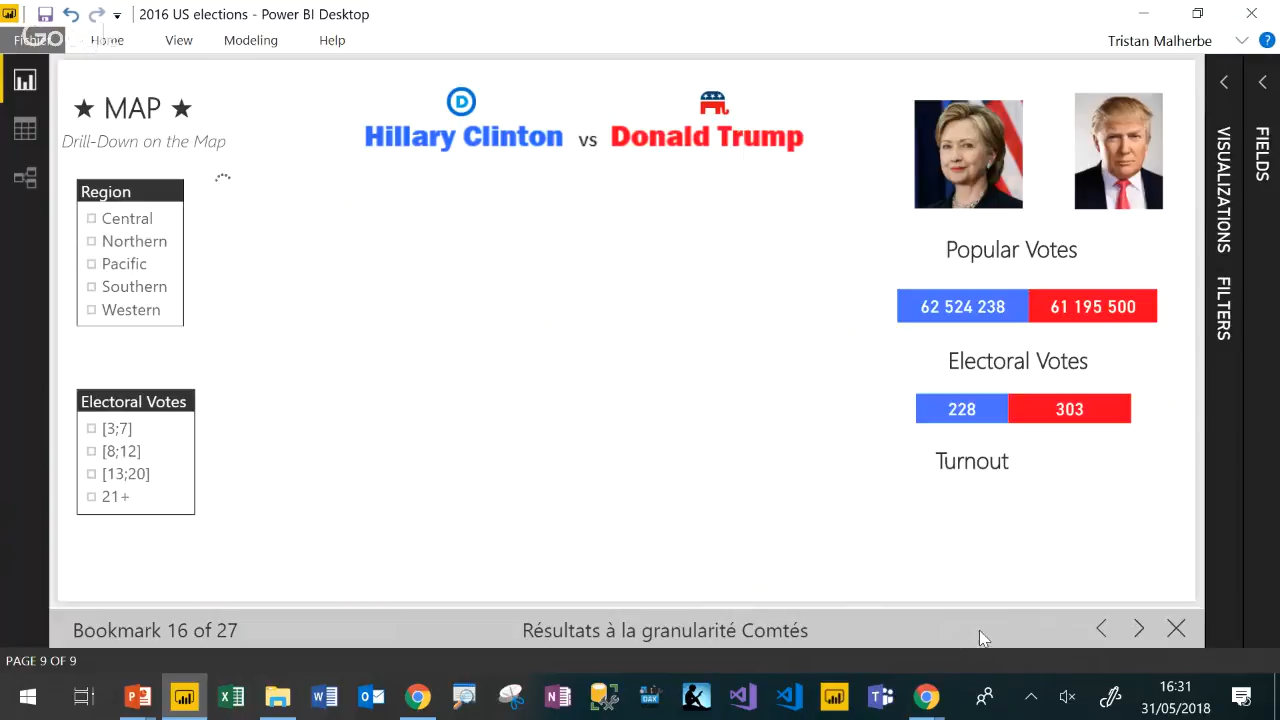 2016 US elections - Power BI Desktop
Home View Modeling Help
Tristan Malherbe
?
★ MAP ★
Drill-Down on the Map
Region
Central
Northern
Pacific
Southern
Western
Electoral Votes
[3;7]
[8;12]
[13;20]
21+
D
Hillary Clinton vs Donald Trump
Popular Votes
62 524 238 61 195 500
Electoral Votes
228 303
Turnout
VISUALIZATIONS
FILTERS
FIELDS
Bookmark 16 of 27
Résultats à la granularité Comtés
PAGE 9 OF 9
DAX
16:31
31/05/2018